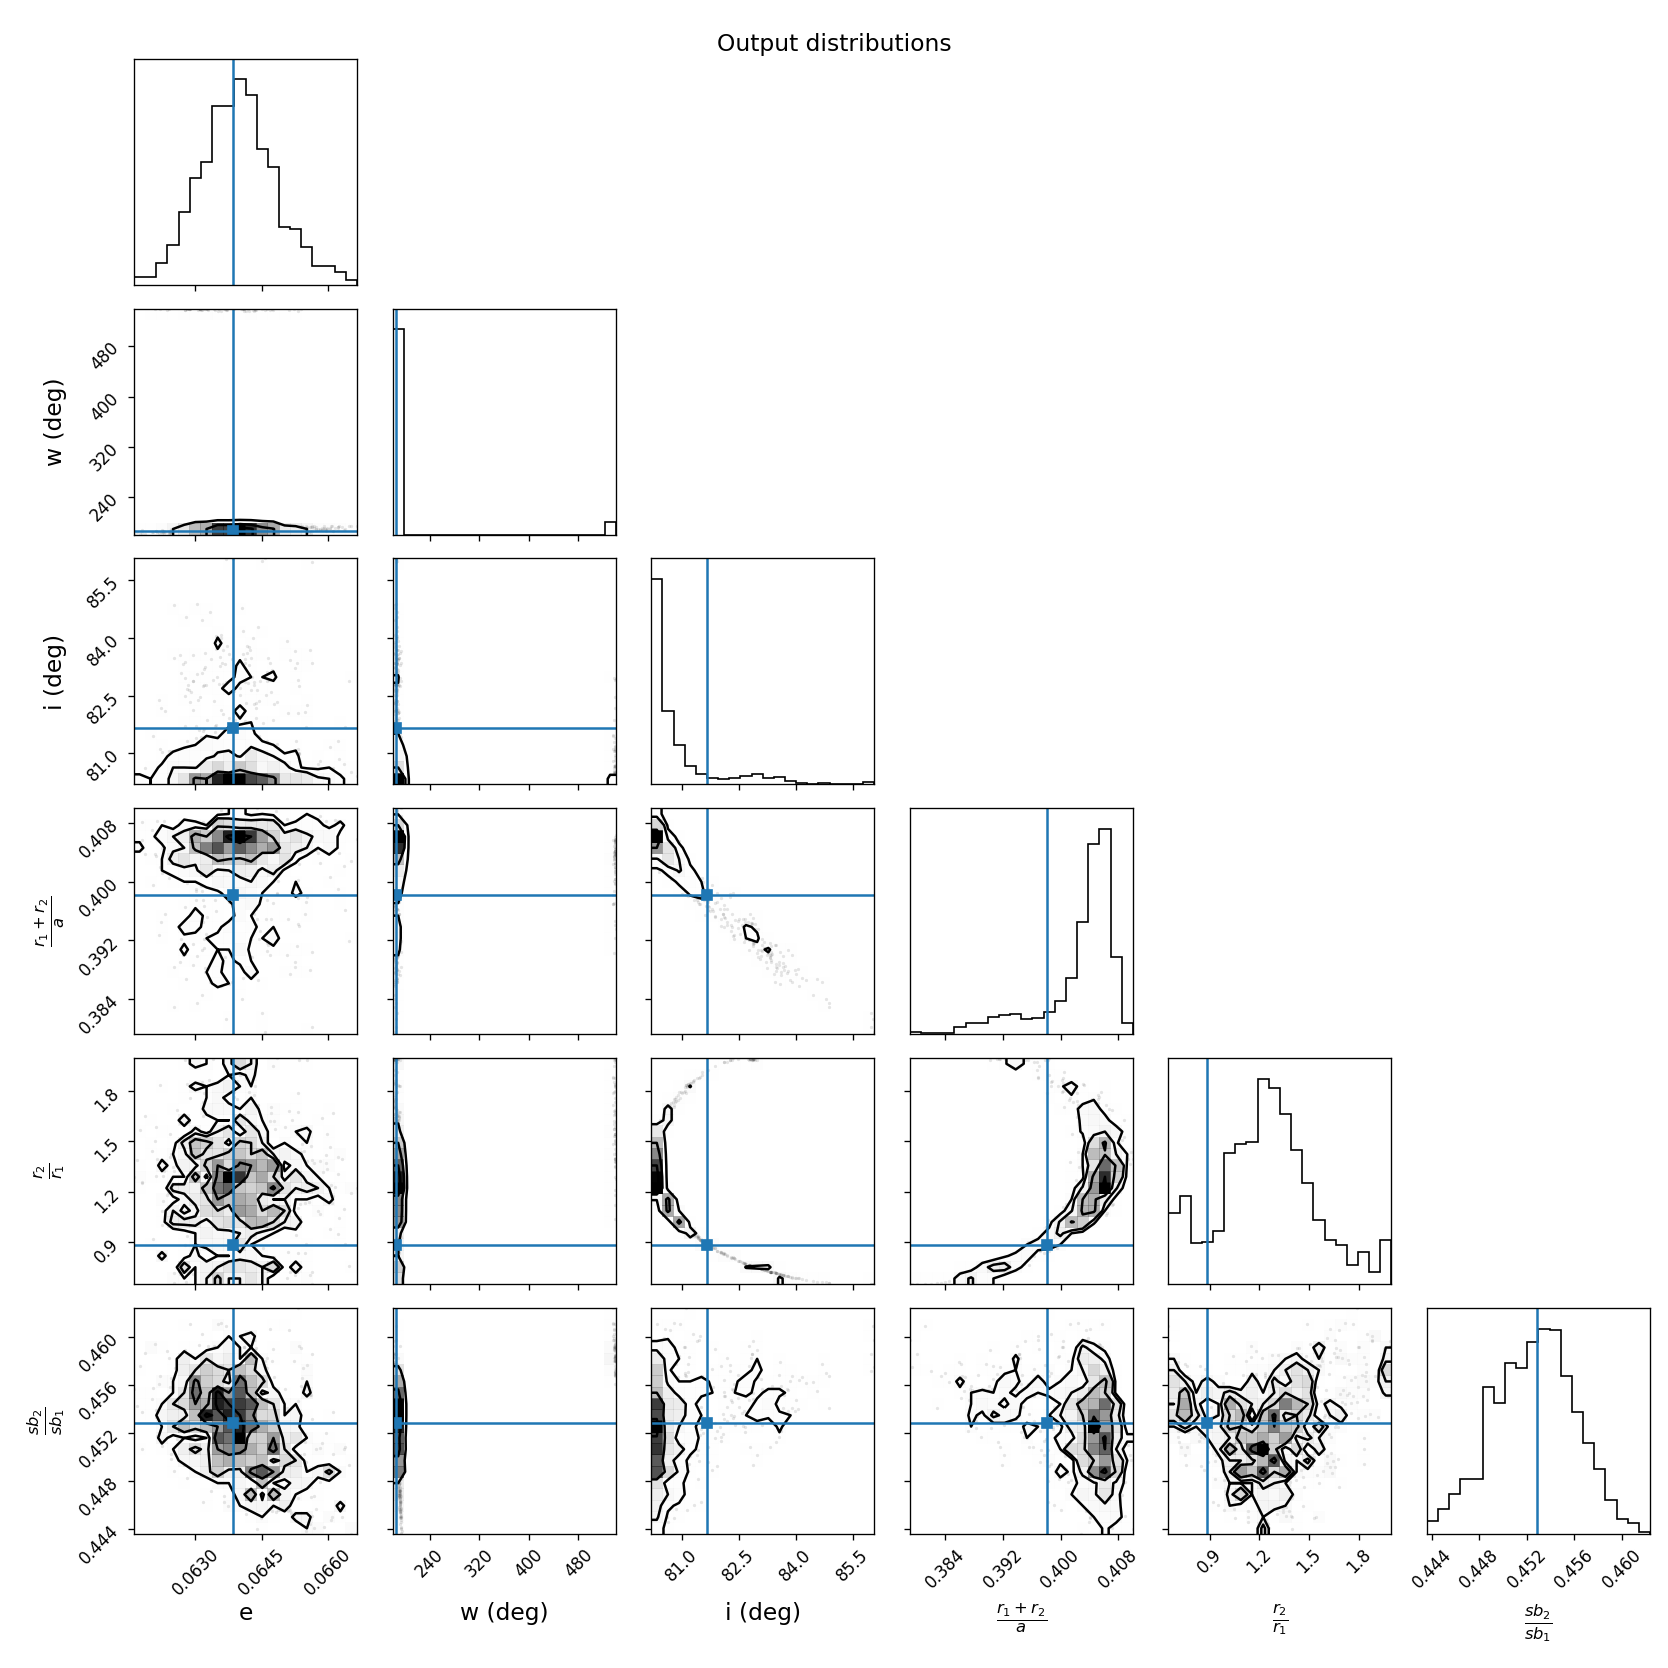 Output distributions
w (deg)
480
400
320
240
i (deg)
85.5
84.0
82.5
81.0
r₁ + r₂
a
0.408
0.400
0.392
0.384
r₂
r₁
1.8
1.5
1.2
0.9
sb₂
sb₁
0.460
0.456
0.452
0.448
0.444
0.0630 0.0645 0.0660 240 320 400 480 81.0 82.5 84.0 85.5 0.384 0.392 0.400 0.408 0.9 1.2 1.5 1.8 0.444 0.448 0.452 0.456 0.460
e
w (deg)
i (deg)
r₁ + r₂
a
r₂
r₁
sb₂
sb₁